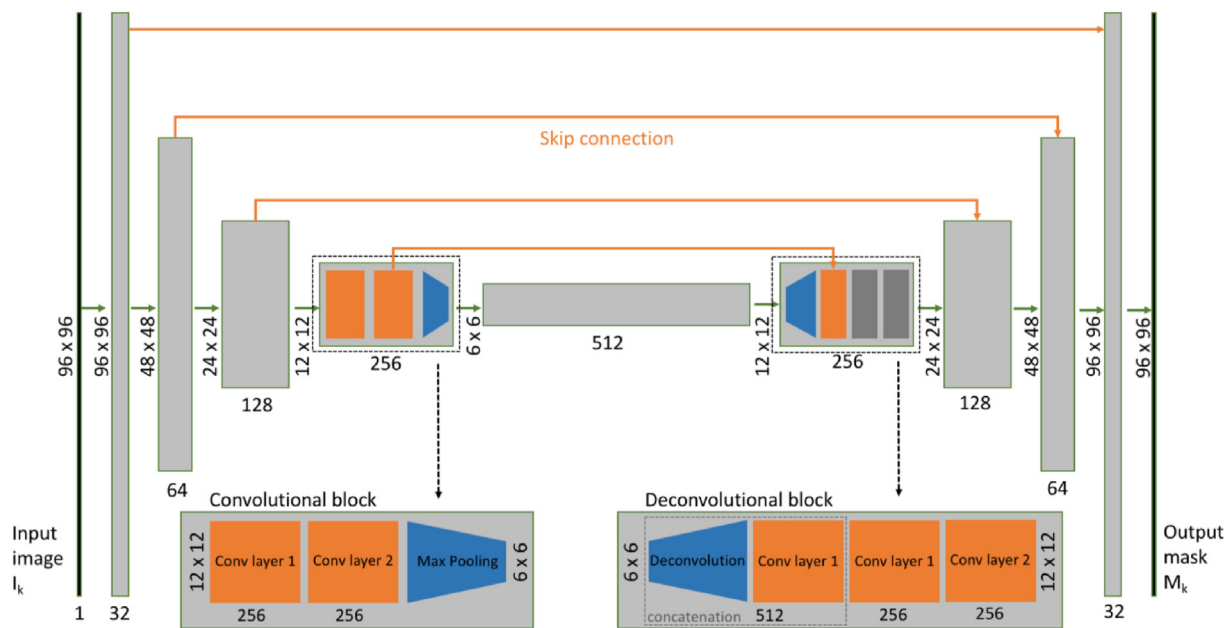 Skip connection
96 x 96
96 x 96
48 x 48
24 x 24
12 x 12
6 x 6
12 x 12
24 x 24
48 x 48
96 x 96
96 x 96
256
512
256
128
128
64
64
Convolutional block
Deconvolutional block
Input
image
Ik
12 x 12
Conv layer 1
Conv layer 2
Max Pooling
6 x 6
256
256
6 x 6
Deconvolution
Conv layer 1
Conv layer 1
Conv layer 2
12 x 12
concatenation
512
256
256
Output
mask
Mk
1
32
32